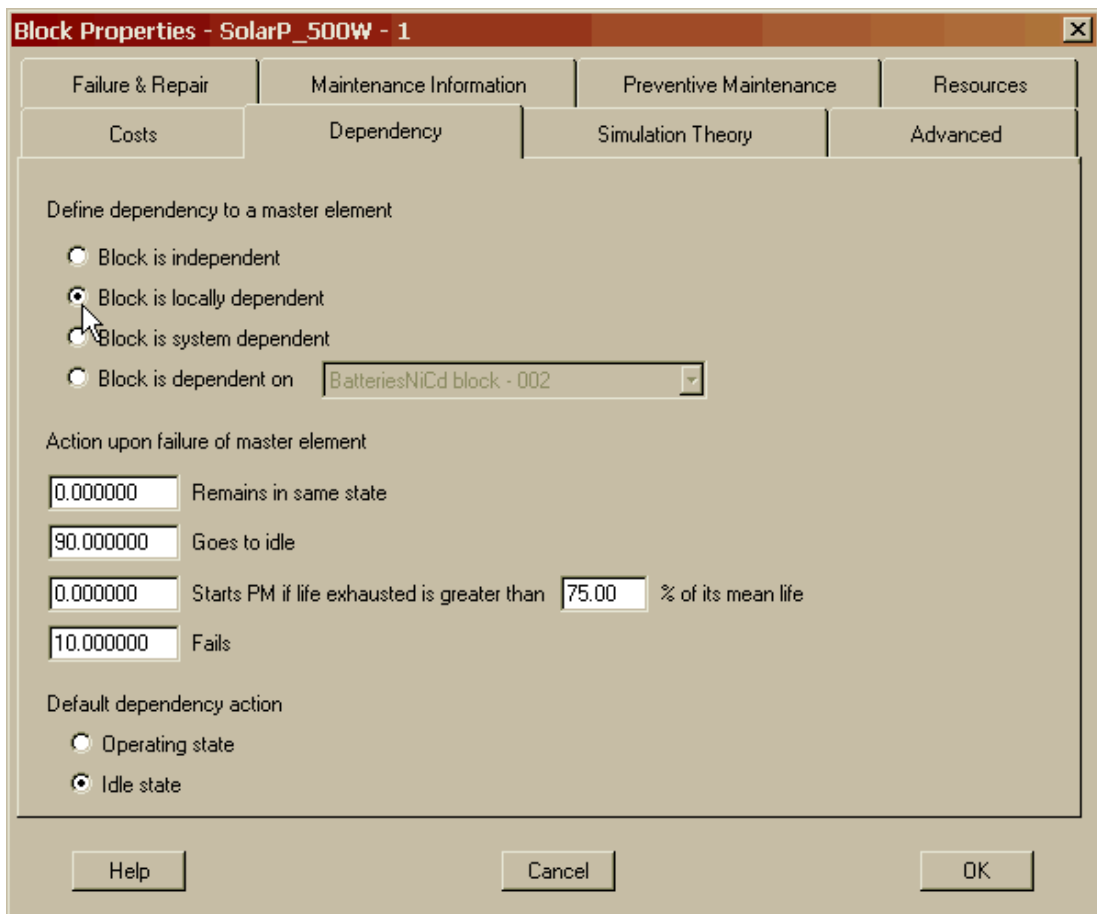 Block Properties - SolarP_500W - 1
Failure & Repair Maintenance Information Preventive Maintenance Resources
Costs Dependency Simulation Theory Advanced
Define dependency to a master element
Block is independent
Block is locally dependent
Block is system dependent
Block is dependent on BatteriesNiCd block - 002
Action upon failure of master element
0.000000 Remains in same state
90.000000 Goes to idle
0.000000 Starts PM if life exhausted is greater than 75.00 % of its mean life
10.000000 Fails
Default dependency action
Operating state
Idle state
Help Cancel OK